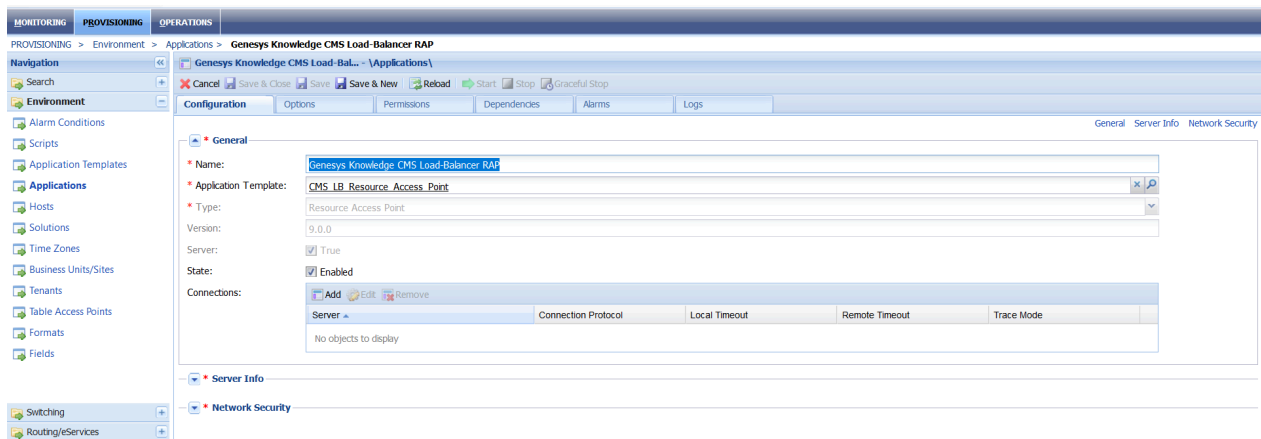 MONITORING PROVISIONING OPERATIONS
PROVISIONING > Environment > Applications > Genesys Knowledge CMS Load-Balancer RAP
Navigation
Search
Environment
Alarm Conditions
Scripts
Application Templates
Applications
Hosts
Solutions
Time Zones
Business Units/Sites
Tenants
Table Access Points
Formats
Fields
Switching
Routing/eServices
Genesys Knowledge CMS Load-Bal... - \Applications\
Cancel Save & Close Save Save & New Reload Start Stop Graceful Stop
Configuration Options Permissions Dependencies Alarms Logs
General Server Info Network Security
* General
* Name: Genesys Knowledge CMS Load-Balancer RAP
* Application Template: CMS_LB_Resource_Access_Point
* Type: Resource Access Point
Version: 9.0.0
Server: True
State: Enabled
Connections: Add Edit Remove
Server Connection Protocol Local Timeout Remote Timeout Trace Mode
No objects to display
* Server Info
* Network Security